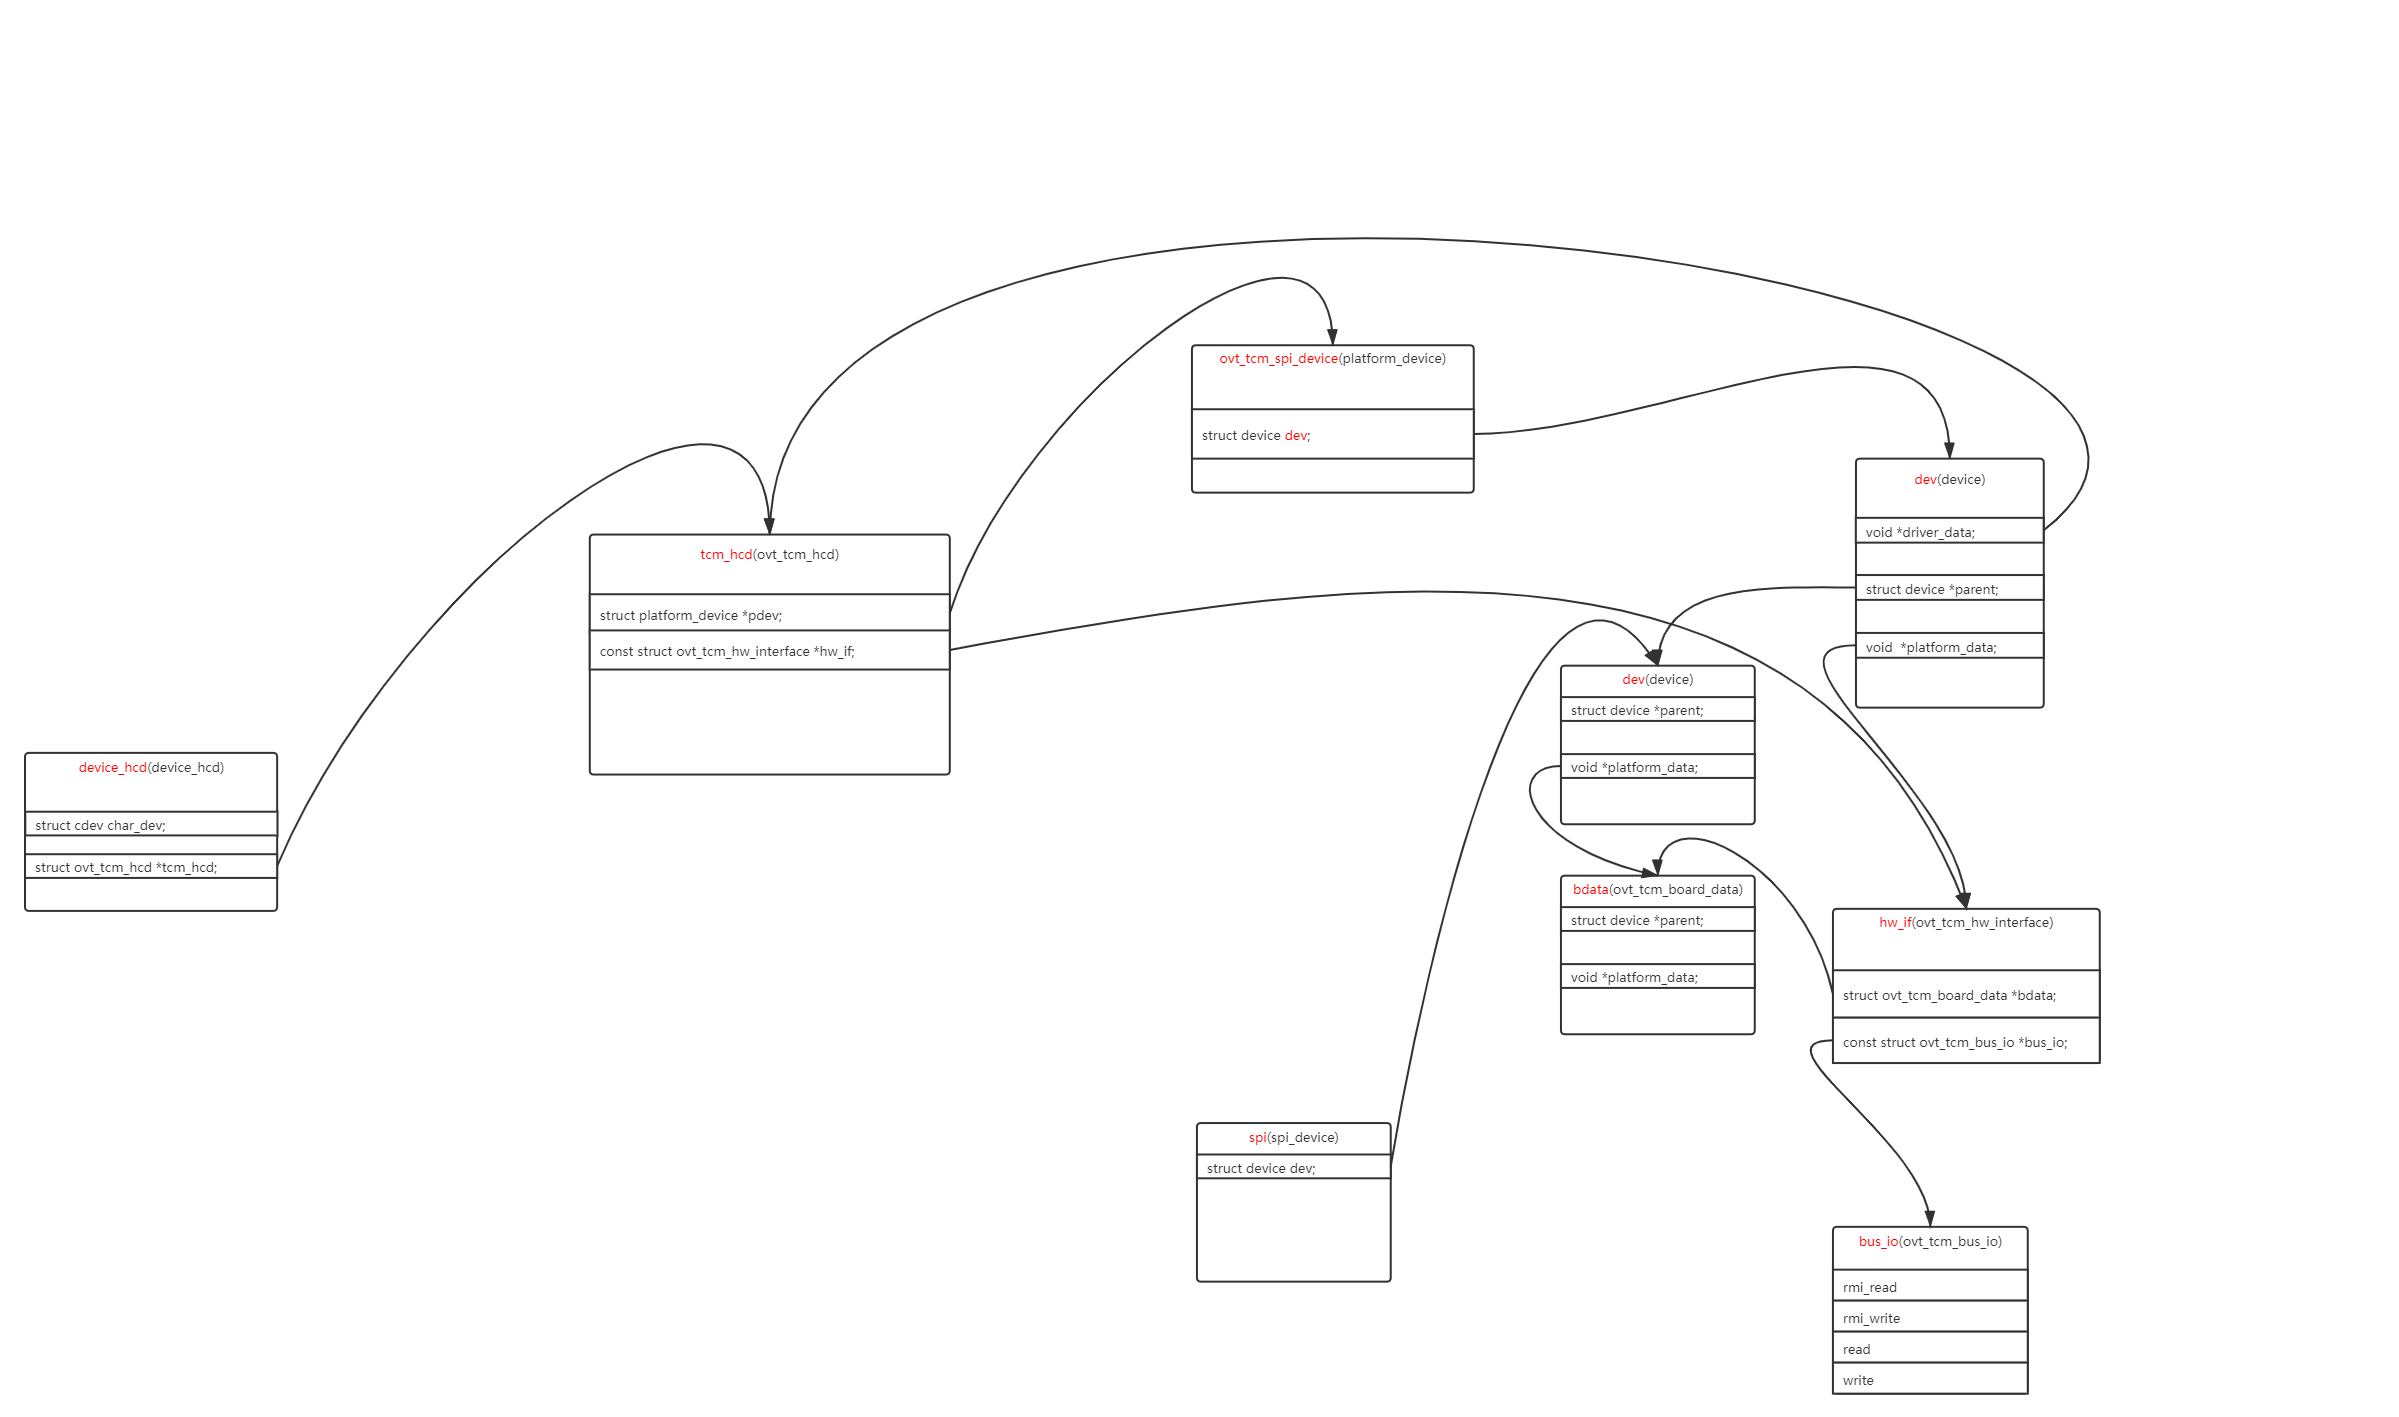 ovt_tcm_spi_device(platform_device)
struct device dev;
dev(device)
void *driver_data;
struct device *parent;
void  *platform_data;
tcm_hcd(ovt_tcm_hcd)
struct platform_device *pdev;
const struct ovt_tcm_hw_interface *hw_if;
dev(device)
struct device *parent;
void *platform_data;
device_hcd(device_hcd)
struct cdev char_dev;
struct ovt_tcm_hcd *tcm_hcd;
bdata(ovt_tcm_board_data)
struct device *parent;
void *platform_data;
hw_if(ovt_tcm_hw_interface)
struct ovt_tcm_board_data *bdata;
const struct ovt_tcm_bus_io *bus_io;
spi(spi_device)
struct device dev;
bus_io(ovt_tcm_bus_io)
rmi_read
rmi_write
read
write